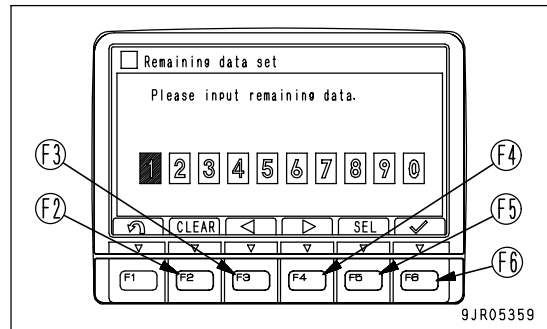 Remaining data set
Please input remaining data.
1 2 3 4 5 6 7 8 9 0
F3
F4
F2
CLEAR
SEL
F5
F1 F2 F3 F4 F5 F6
F6
9JR05359